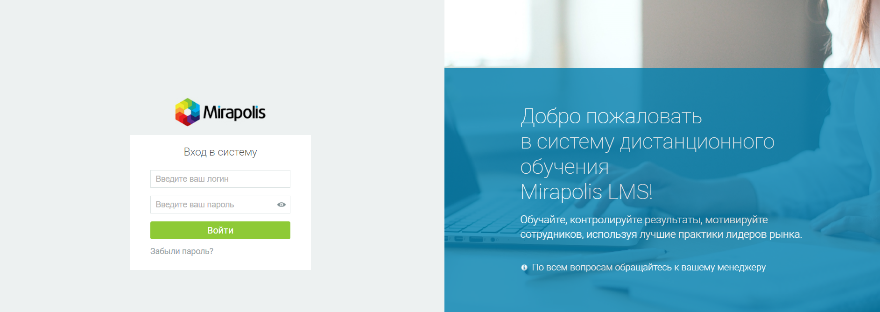 Mirapolis
Вход в систему
Введите ваш логин
Введите ваш пароль
Войти
Забыли пароль?
Добро пожаловать
в систему дистанционного
обучения
Mirapolis LMS!
Обучайте, контролируйте результаты, мотивируйте
сотрудников, используя лучшие практики лидеров рынка.
По всем вопросам обращайтесь к вашему менеджеру